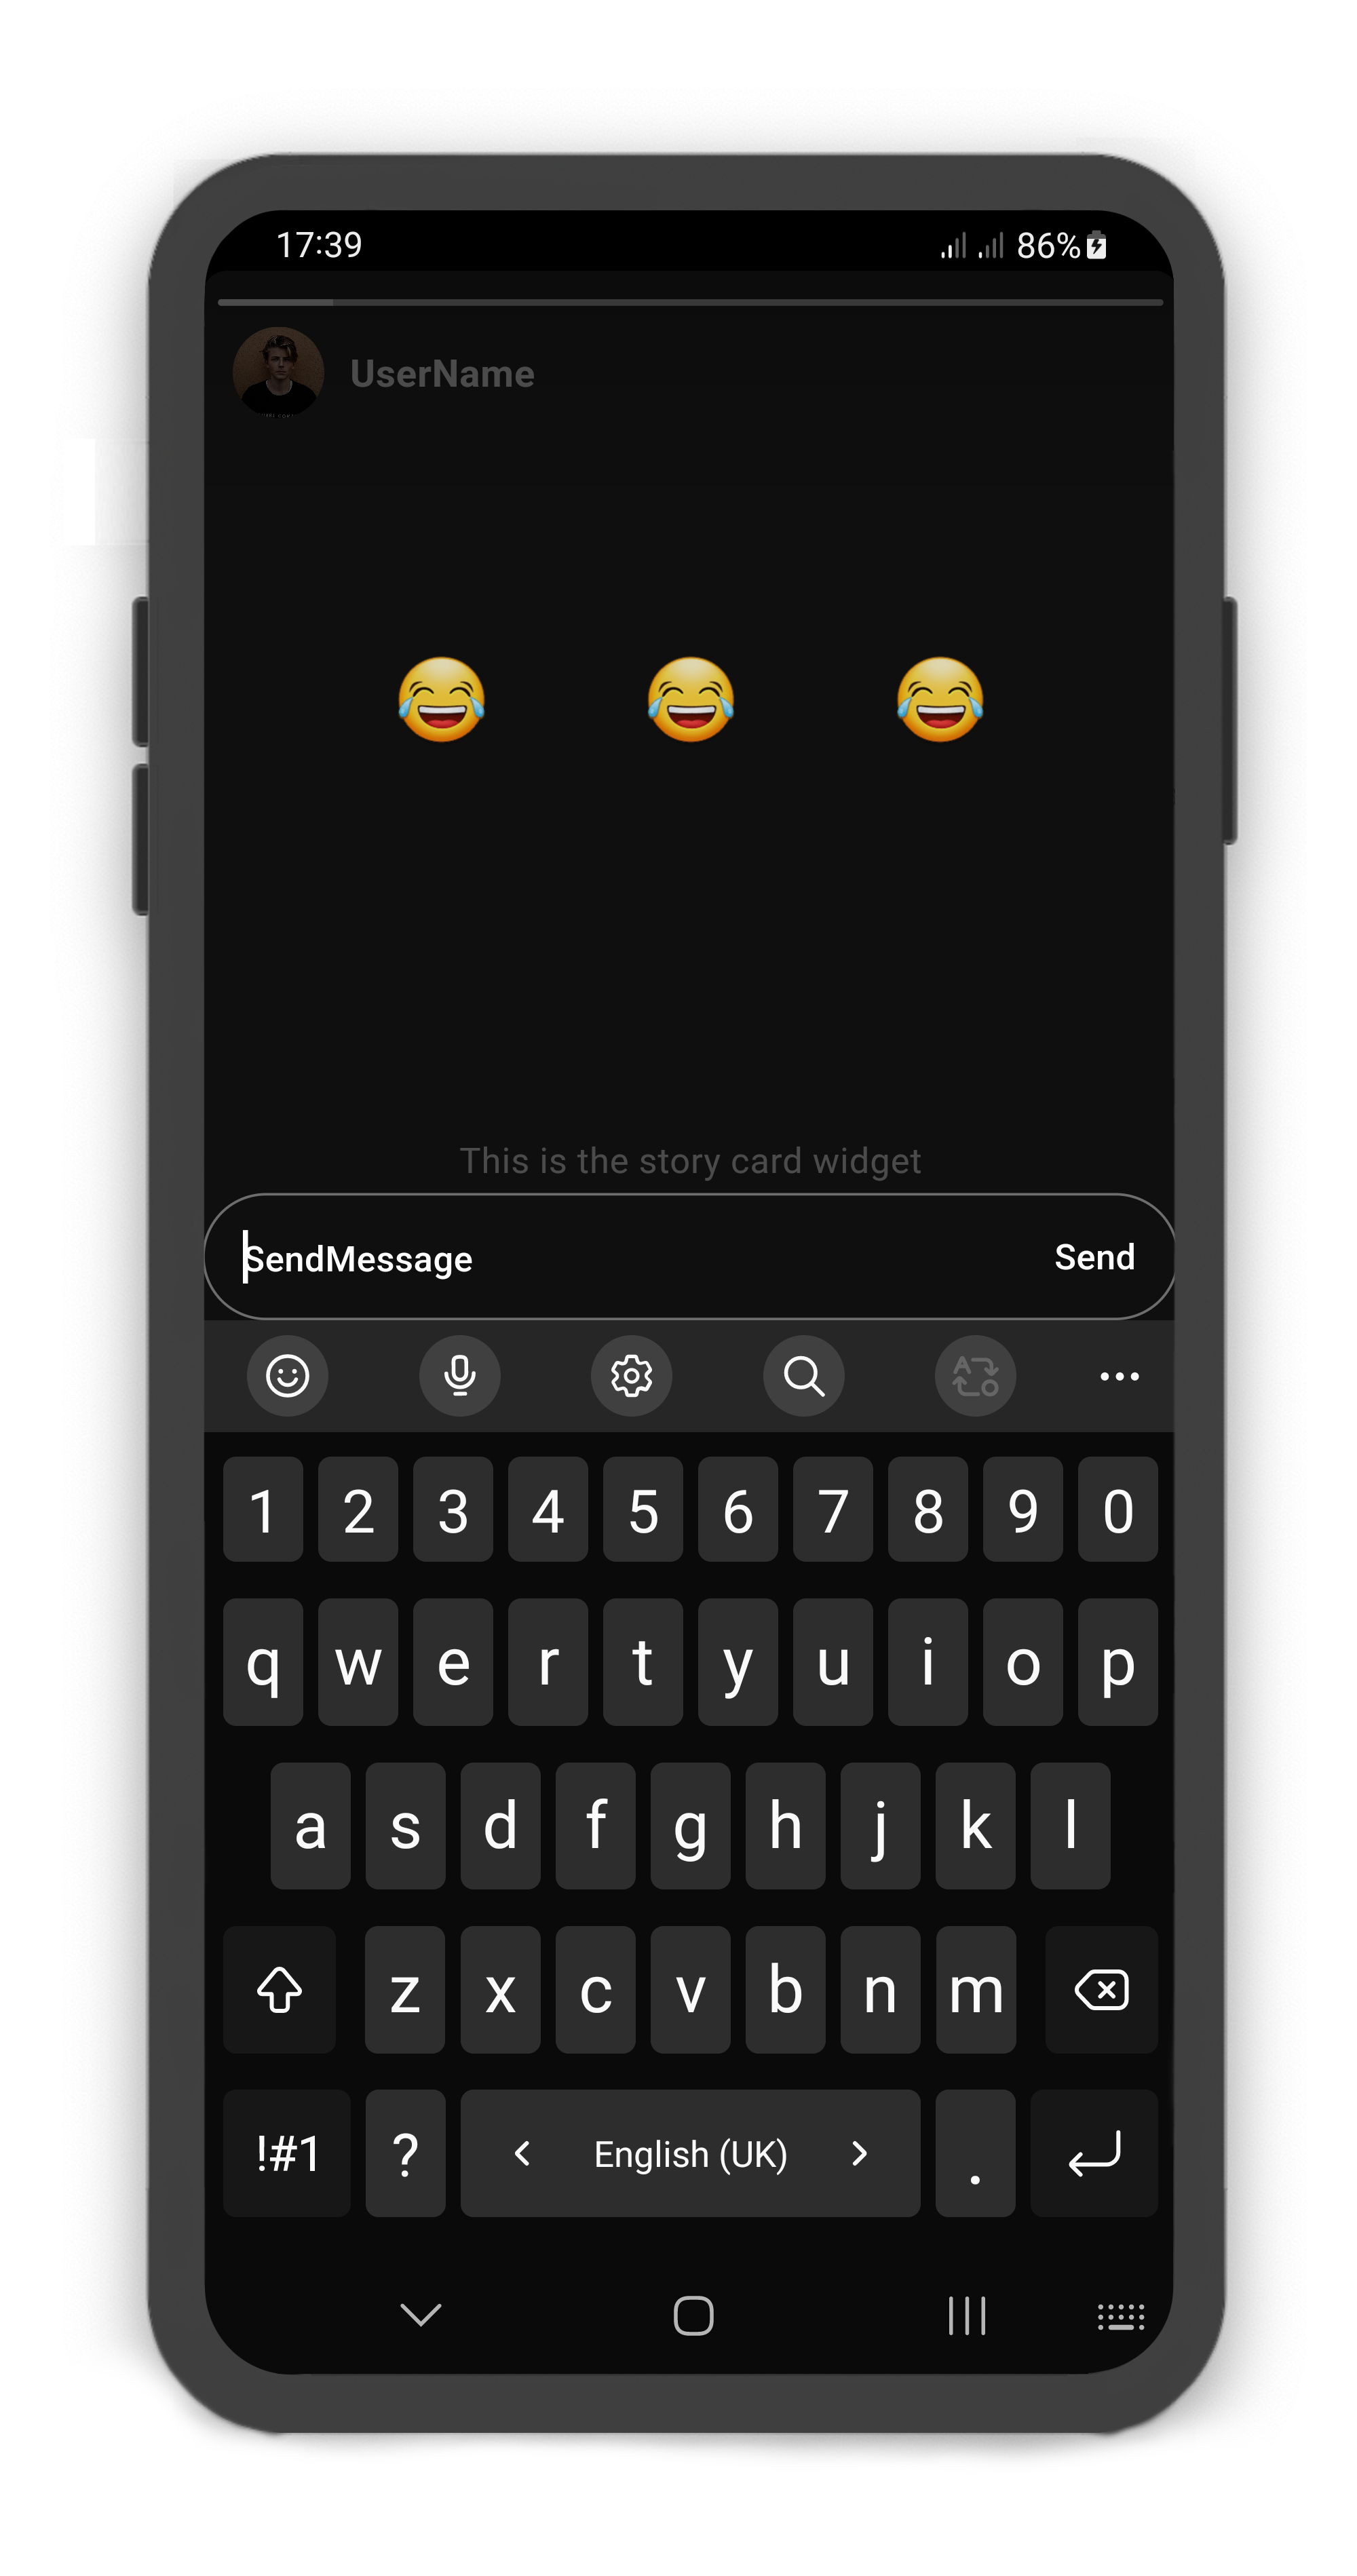 17:39 86%
UserName
😂 😂 😂
This is the story card widget
SendMessage Send
1 2 3 4 5 6 7 8 9 0
q w e r t y u i o p
a s d f g h j k l
z x c v b n m
!#1 ? English (UK) .